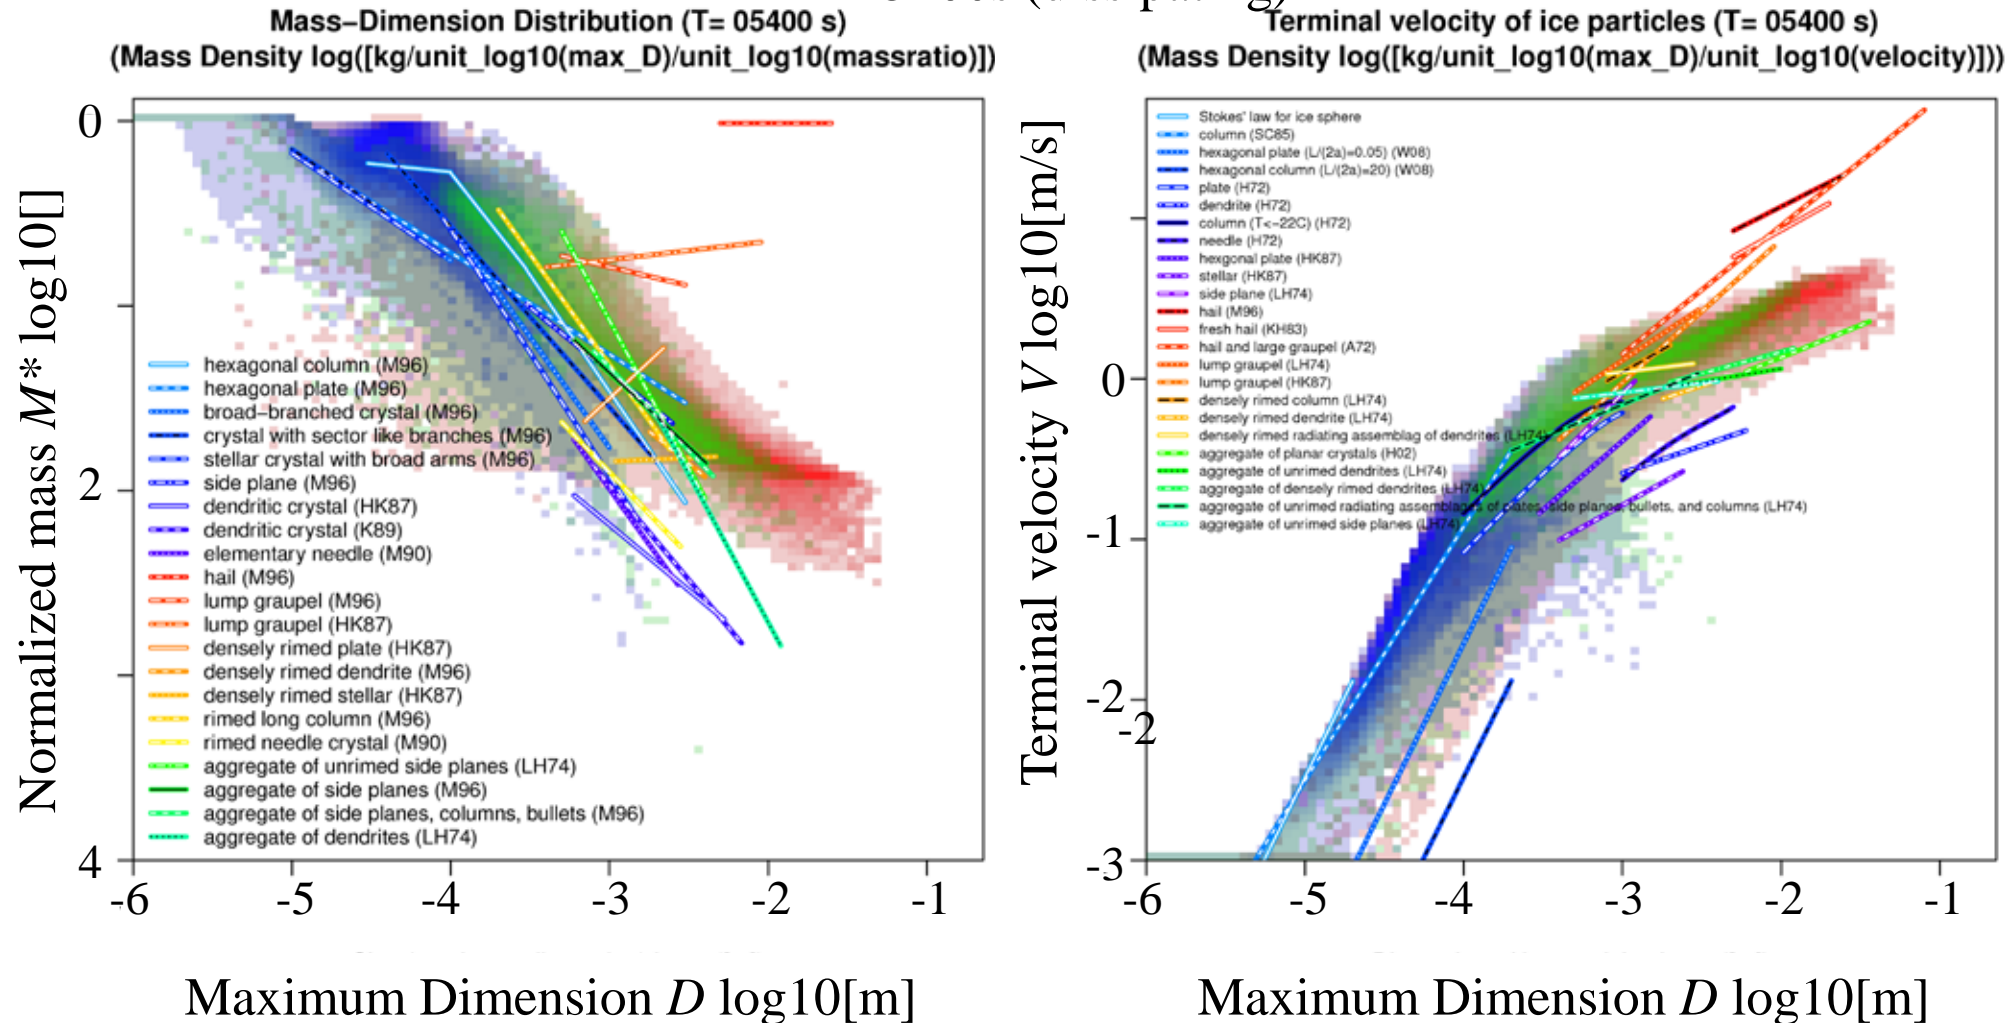 Mass−Dimension Distribution (T= 05400 s)
(Mass Density log([kg/unit_log10(max_D)/unit_log10(massratio)])
Normalized mass M* log10[]
0
2
4
hexagonal column (M96)
hexagonal plate (M96)
broad−branched crystal (M96)
crystal with sector like branches (M96)
stellar crystal with broad arms (M96)
side plane (M96)
dendritic crystal (HK87)
dendritic crystal (K89)
elementary needle (M90)
hail (M96)
lump graupel (M96)
lump graupel (HK87)
densely rimed plate (HK87)
densely rimed dendrite (M96)
densely rimed stellar (HK87)
rimed long column (M96)
rimed needle crystal (M90)
aggregate of unrimed side planes (LH74)
aggregate of side planes (M96)
aggregate of side planes, columns, bullets (M96)
aggregate of dendrites (LH74)
-6 -5 -4 -3 -2 -1
Maximum Dimension D log10[m]
Terminal velocity of ice particles (T= 05400 s)
(Mass Density log([kg/unit_log10(max_D)/unit_log10(velocity)]))
Terminal velocity V log10[m/s]
0
-1
-2
-2
-3
Stokes' law for ice sphere
column (SC85)
hexagonal plate (L/(2a)=0.05) (W08)
hexagonal column (L/(2a)=20) (W08)
plate (H72)
dendrite (H72)
column (T<−22C) (H72)
needle (H72)
hexgonal plate (HK87)
stellar (HK87)
side plane (LH74)
hail (M96)
fresh hail (KH83)
hail and large graupel (A72)
lump graupel (LH74)
lump graupel (HK87)
densely rimed column (LH74)
densely rimed dendrite (LH74)
densely rimed radiating assemblag of dendrites (LH74)
aggregate of planar crystals (H02)
aggregate of unrimed dendrites (LH74)
aggregate of densely rimed dendrites (LH74)
aggregate of unrimed radiating assemblages of plates, side planes, bullets, and columns (LH74)
aggregate of unrimed side planes (LH74)
-6 -5 -4 -3 -2 -1
Maximum Dimension D log10[m]